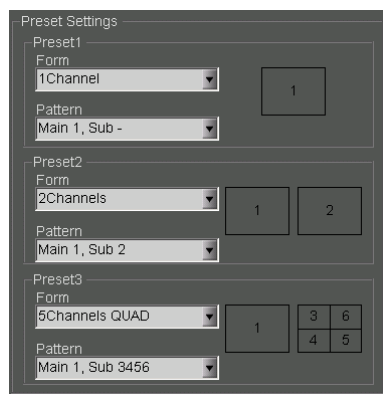 Preset Settings
Preset1
Form
1Channel
1
Pattern
Main 1, Sub -
Preset2
Form
2Channels
1 2
Pattern
Main 1, Sub 2
Preset3
Form
5Channels QUAD
1 3 6
4 5
Pattern
Main 1, Sub 3456